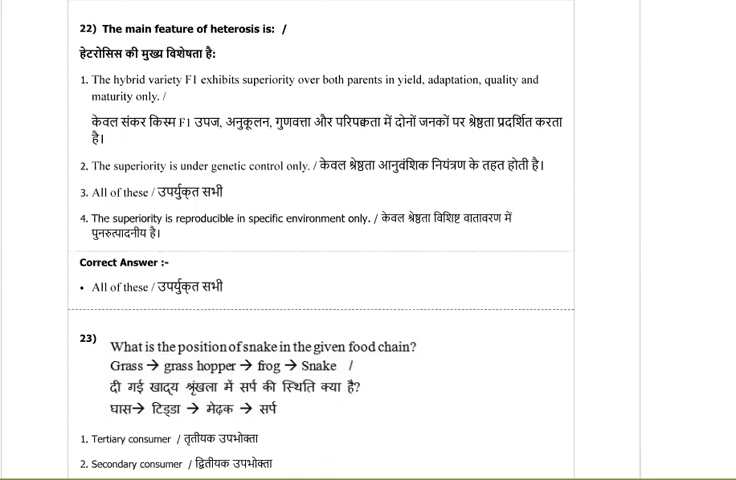 22) The main feature of heterosis is: /
हेटरोसिस की मुख्य विशेषता है:
1. The hybrid variety F1 exhibits superiority over both parents in yield, adaptation, quality and
maturity only. /
केवल संकर किस्म F1 उपज, अनुकूलन, गुणवत्ता और परिपक्वता में दोनों जनकों पर श्रेष्ठता प्रदर्शित करता
है।
2. The superiority is under genetic control only. / केवल श्रेष्ठता आनुवंशिक नियंत्रण के तहत होती है।
3. All of these / उपर्युक्त सभी
4. The superiority is reproducible in specific environment only. / केवल श्रेष्ठता विशिष्ट वातावरण में
पुनरुत्पादनीय है।
Correct Answer :-
• All of these / उपर्युक्त सभी
23) What is the position of snake in the given food chain?
Grass → grass hopper → frog → Snake /
दी गई खाद्य श्रृंखला में सर्प की स्थिति क्या है?
घास→ टिड्डा → मेढ़क → सर्प
1. Tertiary consumer / तृतीयक उपभोक्ता
2. Secondary consumer / द्वितीयक उपभोक्ता